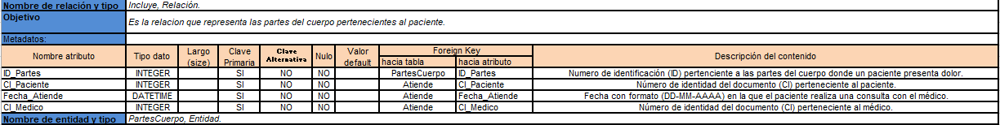 Nombre de relación y tipo Incluye, Relación.
Objetivo Es la relacion que representa las partes del cuerpo pertenecientes al paciente.
Metadatos:
Nombre atributo Tipo dato Largo (size) Clave Primaria Clave Alternativa Nulo Valor default Foreign Key Descripción del contenido
hacia tabla hacia atributo
ID_Partes INTEGER SI NO NO PartesCuerpo ID_Partes Numero de identificación (ID) perteneciente a las partes del cuerpo donde un paciente presenta dolor.
CI_Paciente INTEGER SI NO NO Atiende CI_Paciente Número de identidad del documento (CI) perteneciente al paciente.
Fecha_Atiende DATETIME SI NO NO Atiende Fecha_Atiende Fecha con formato (DD-MM-AAAA) en la que el paciente realiza una consulta con el médico.
CI_Medico INTEGER SI NO NO Atiende CI_Medico Número de identidad del documento (CI) perteneciente al médico.
Nombre de entidad y tipo PartesCuerpo, Entidad.